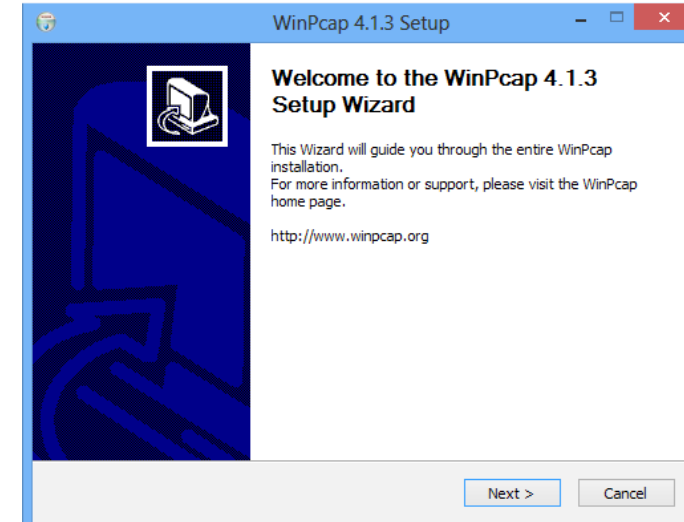 WinPcap 4.1.3 Setup
Welcome to the WinPcap 4.1.3
Setup Wizard
This Wizard will guide you through the entire WinPcap
installation.
For more information or support, please visit the WinPcap
home page.
http://www.winpcap.org
Next >
Cancel